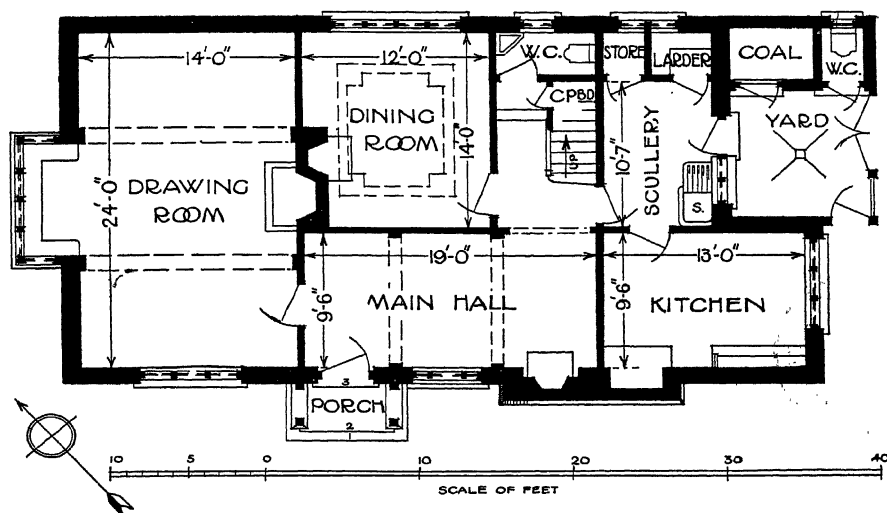 14'-0"
12'-0"
W.C.
STORE
LARDER
COAL
W.C.
CPBD
DINING
ROOM
14'-0"
UP
10'-7"
SCULLERY
YARD
S.
DRAWING
ROOM
24'-0"
19'-0"
13'-0"
9'-6"
MAIN HALL
9'-6"
KITCHEN
3
PORCH
2
1
10 5 0 10 20 30 40
SCALE OF FEET